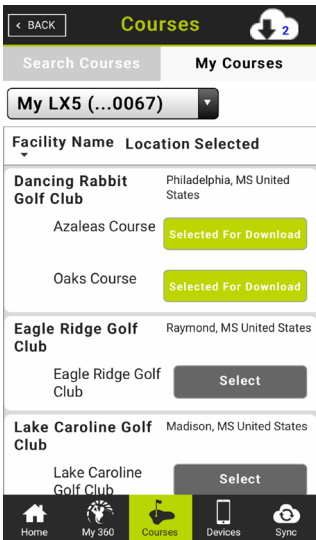 < BACK
Courses
2
Search Courses
My Courses
My LX5 (...0067)
Facility Name Location Selected
Dancing Rabbit
Golf Club
Philadelphia, MS United
States
Azaleas Course
Selected For Download
Oaks Course
Selected For Download
Eagle Ridge Golf
Club
Raymond, MS United States
Eagle Ridge Golf
Club
Select
Lake Caroline Golf
Club
Madison, MS United States
Lake Caroline
Golf Club
Select
Home
My 360
Courses
Devices
Sync